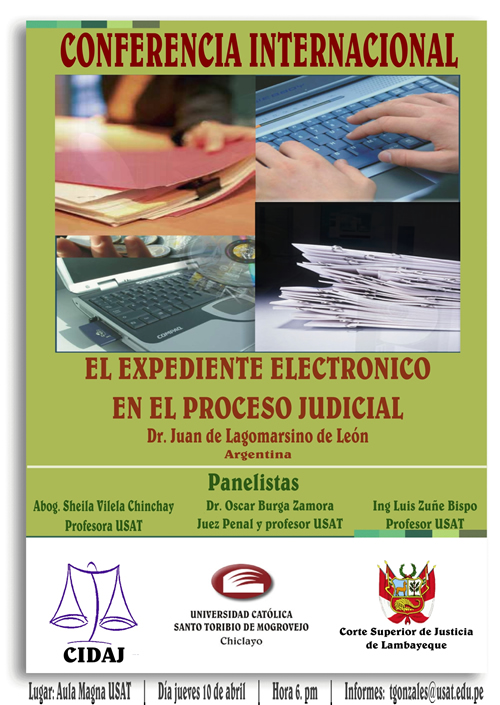 CONFERENCIA INTERNACIONAL
COMPAQ
EL EXPEDIENTE ELECTRONICO
EN EL PROCESO JUDICIAL
Dr. Juan de Lagomarsino de León
Argentina
Panelistas
Abog. Sheila Vilela Chinchay
Profesora USAT
Dr. Oscar Burga Zamora
Juez Penal y profesor USAT
Ing Luis Zuñe Bispo
Profesor USAT
CIDAJ
UNIVERSIDAD CATÓLICA
SANTO TORIBIO DE MOGROVEJO
Chiclayo
Corte Superior de Justicia
de Lambayeque
Lugar: Aula Magna USAT | Día jueves 10 de abril | Hora 6. pm | Informes: tgonzales@usat.edu.pe